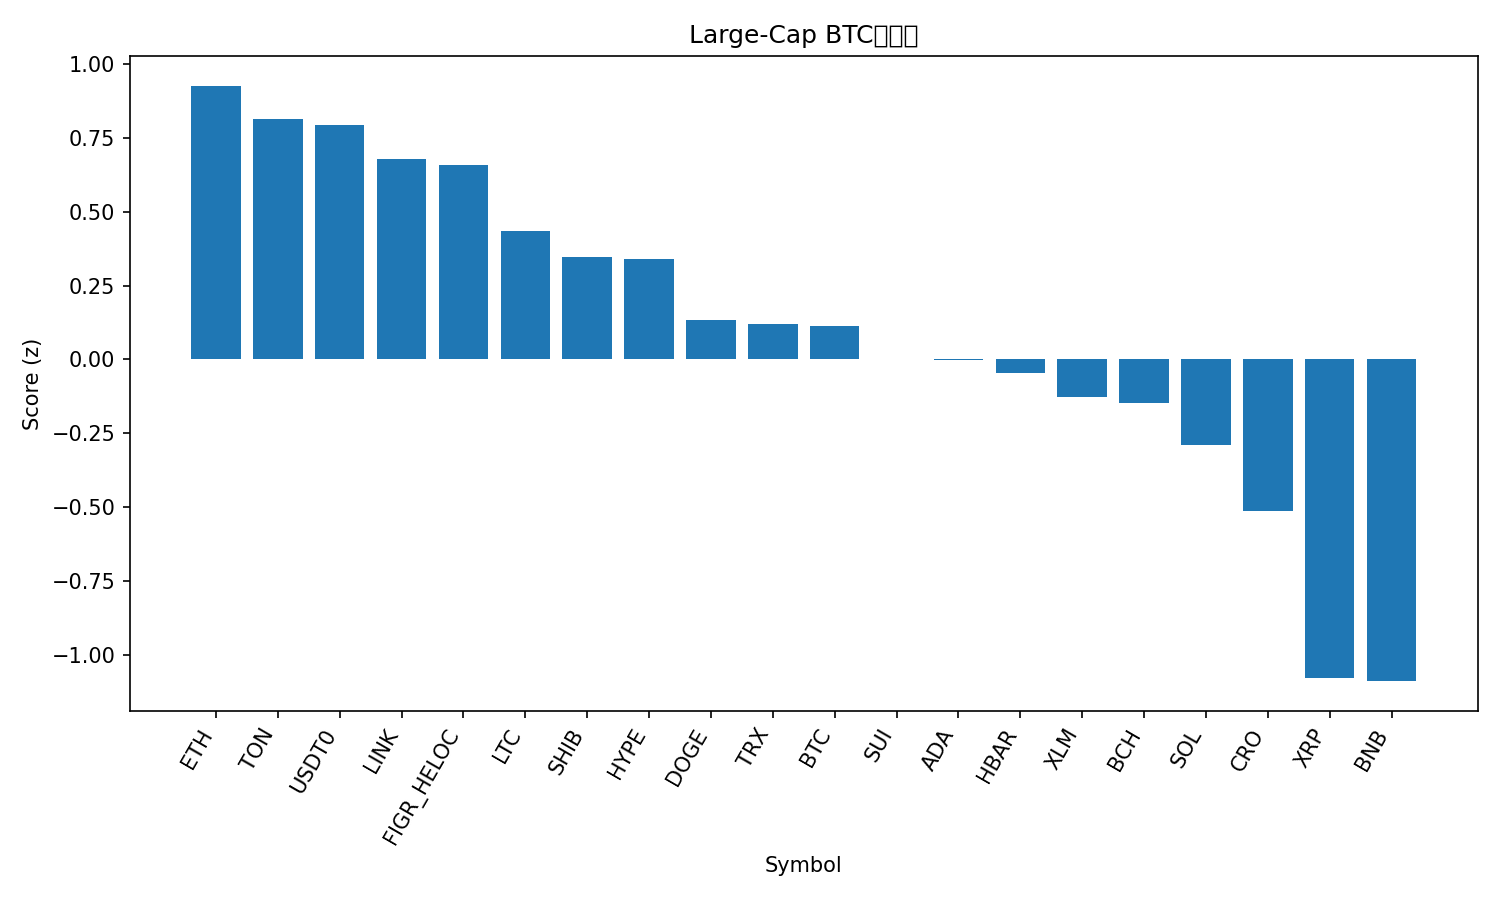 Large-Cap BTC
1.00
0.75
0.50
0.25
0.00
−0.25
−0.50
−0.75
−1.00
Score (z)
ETH
TON
USDT0
LINK
FIGR_HELOC
LTC
SHIB
HYPE
DOGE
TRX
BTC
SUI
ADA
HBAR
XLM
BCH
SOL
CRO
XRP
BNB
Symbol